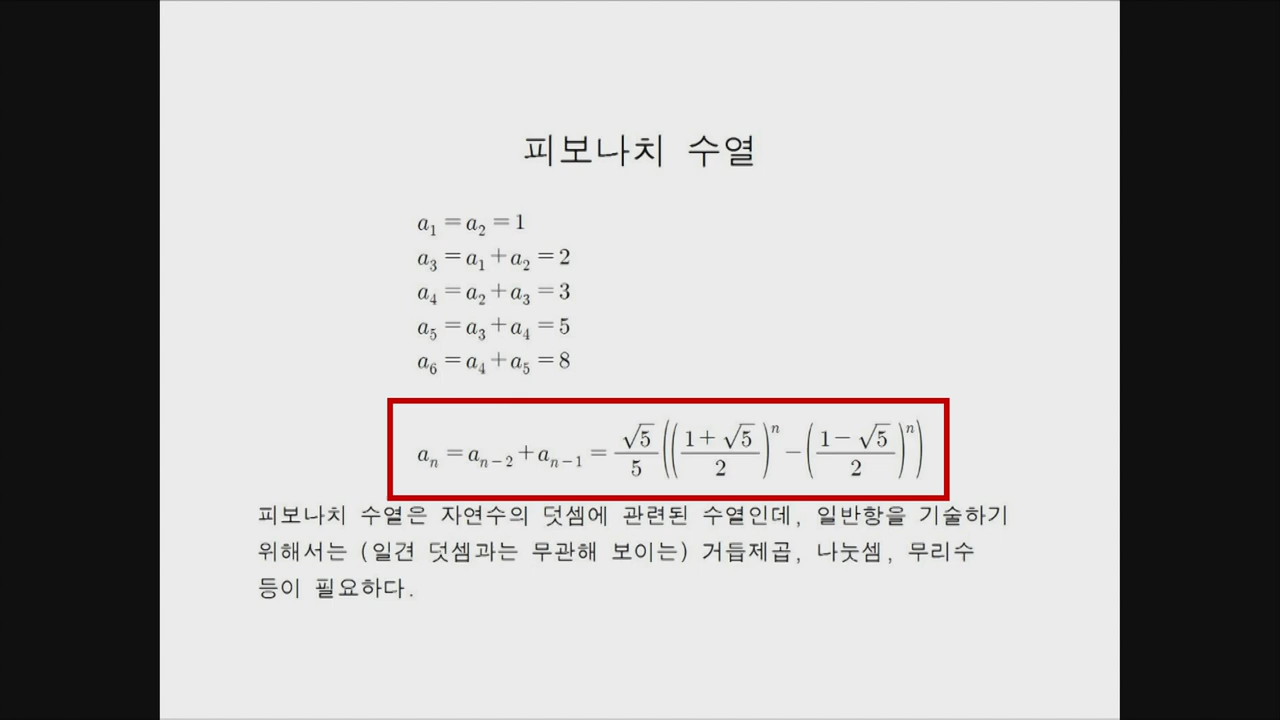 피보나치 수열
a₁ = a₂ = 1
a₃ = a₁ + a₂ = 2
a₄ = a₂ + a₃ = 3
a₅ = a₃ + a₄ = 5
a₆ = a₄ + a₅ = 8
aₙ = aₙ₋₂ + aₙ₋₁ = √5/5 (((1+√5)/2)ⁿ − ((1−√5)/2)ⁿ)
피보나치 수열은 자연수의 덧셈에 관련된 수열인데, 일반항을 기술하기
위해서는 (일견 덧셈과는 무관해 보이는) 거듭제곱, 나눗셈, 무리수
등이 필요하다.